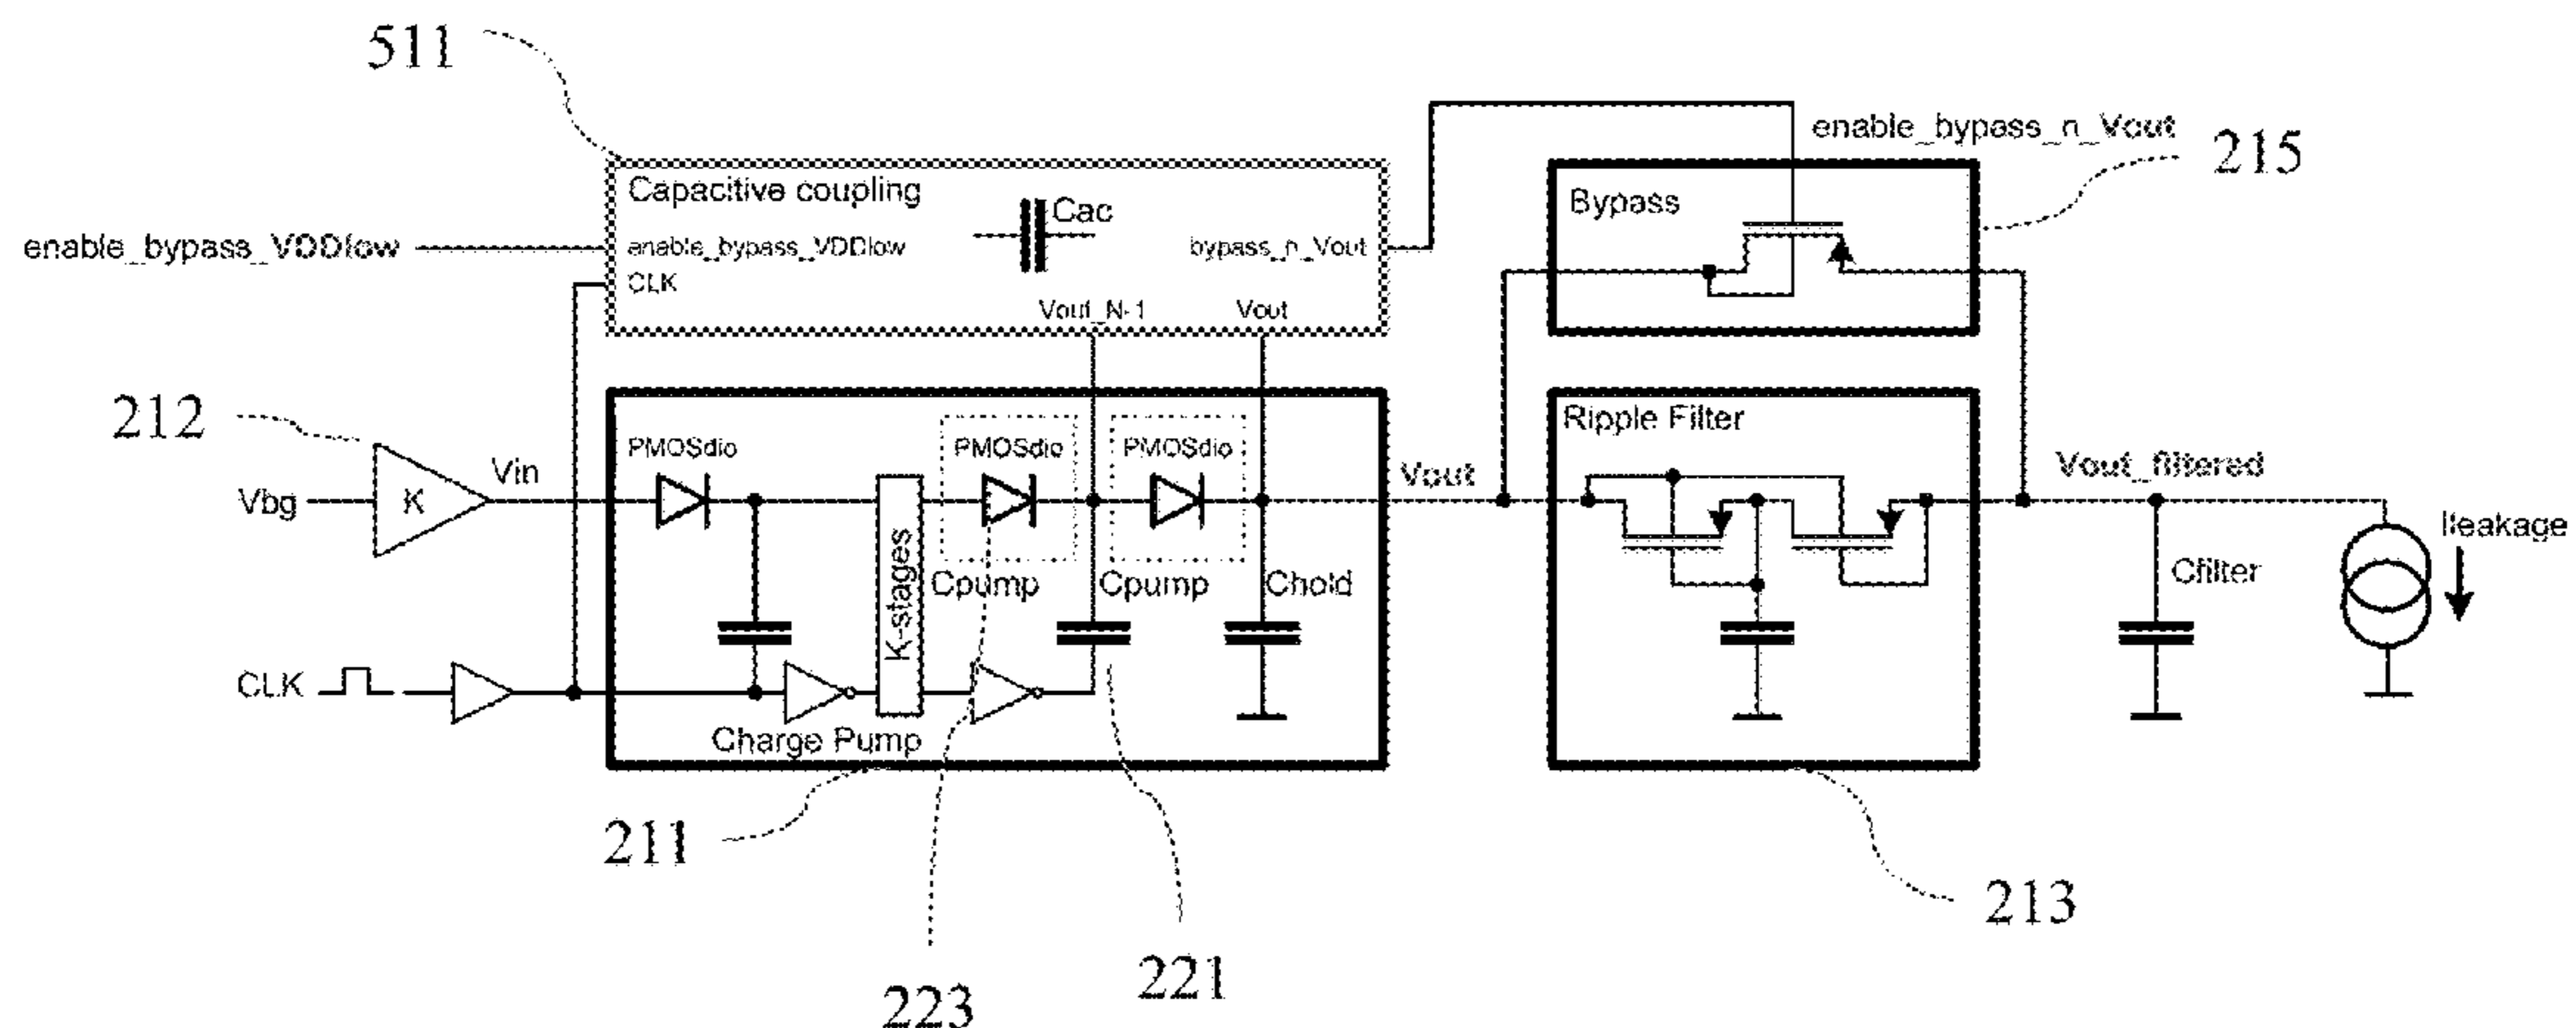 511
enable_bypass_n_Vout
215
Capacitive coupling
Cac
Bypass
enable_bypass_VDDlow
enable_bypass_VDDlow
bypass_n_Vout
CLK
Vout_N-1
Vout
212
PMOSdio
PMOSdio
PMOSdio
Ripple Filter
Vin
Vout
Vout_filtered
Vbg
K
Ileakage
K-stages
Cpump
Cpump
Chold
Cfilter
CLK
Charge Pump
211
213
221
223